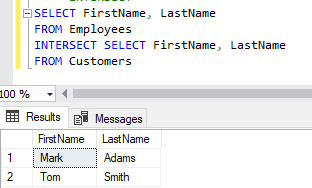 SELECT FirstName, LastName
FROM Employees
INTERSECT SELECT FirstName, LastName
FROM Customers
100 %
Results Messages
FirstName LastName
1 Mark Adams
2 Tom Smith